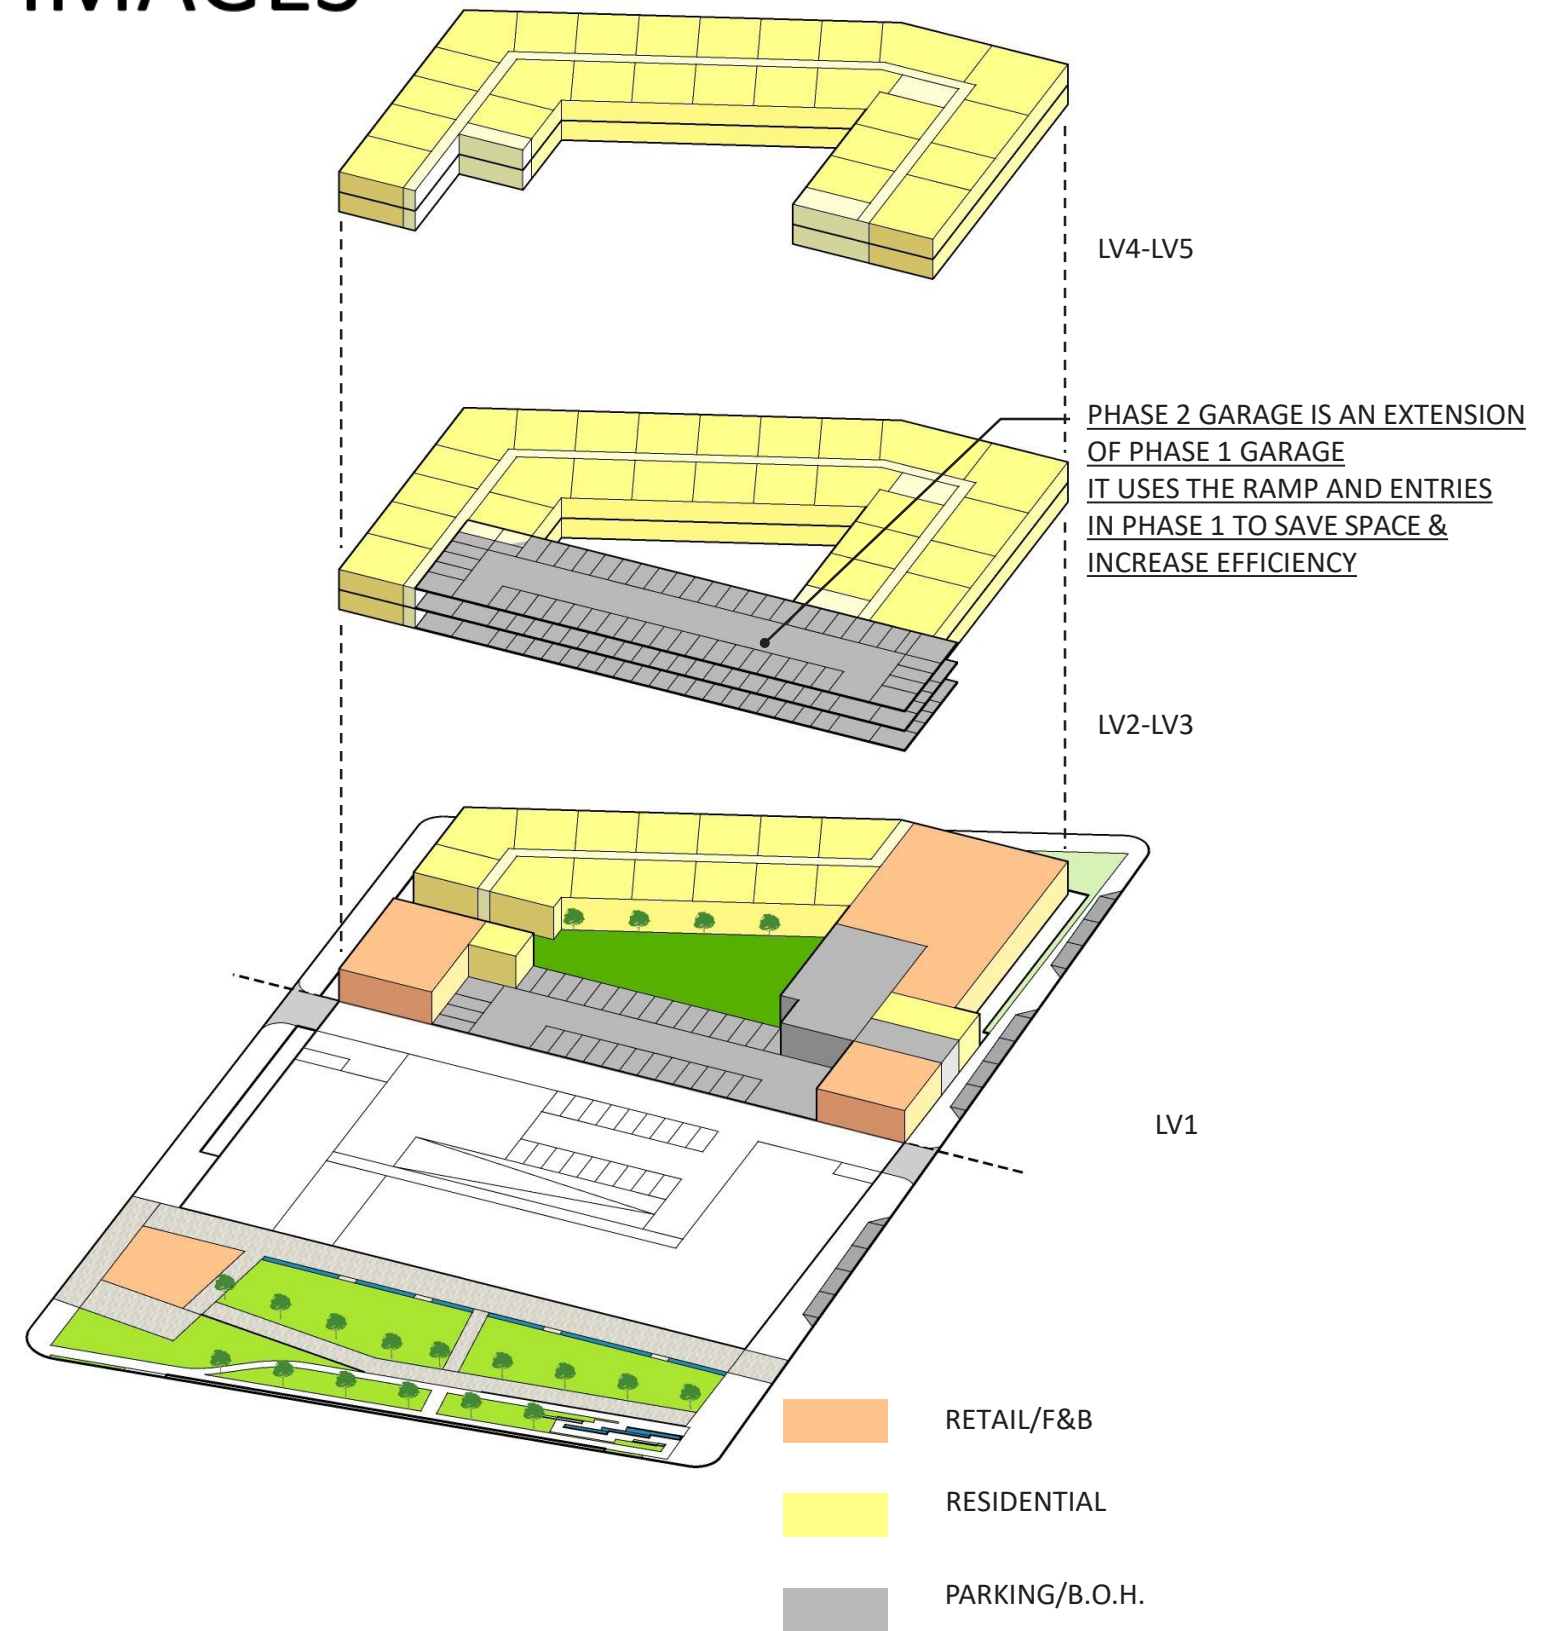 IMAGES
LV4-LV5
PHASE 2 GARAGE IS AN EXTENSION
OF PHASE 1 GARAGE
IT USES THE RAMP AND ENTRIES
IN PHASE 1 TO SAVE SPACE &
INCREASE EFFICIENCY
LV2-LV3
LV1
RETAIL/F&B
RESIDENTIAL
PARKING/B.O.H.